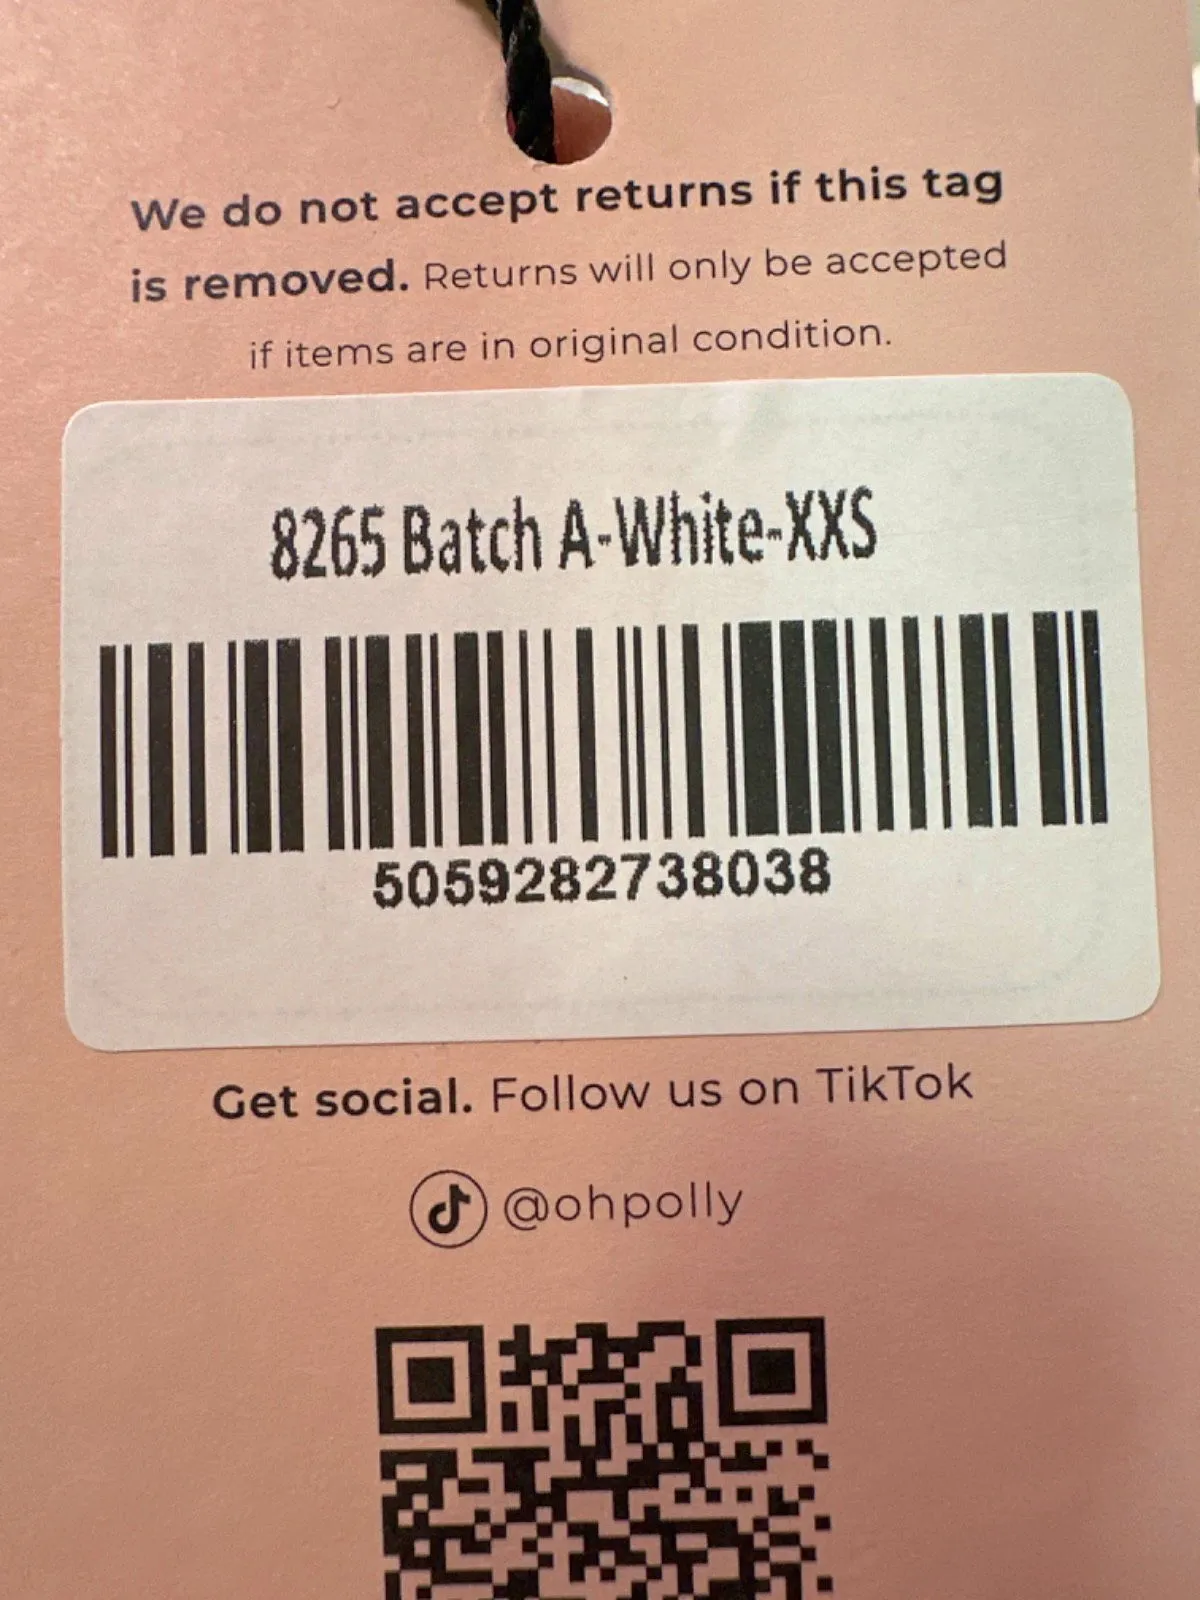 We do not accept returns if this tag
is removed. Returns will only be accepted
if items are in original condition.
8265 Batch A-White-XXS
5059282738038
Get social. Follow us on TikTok
@ohpolly